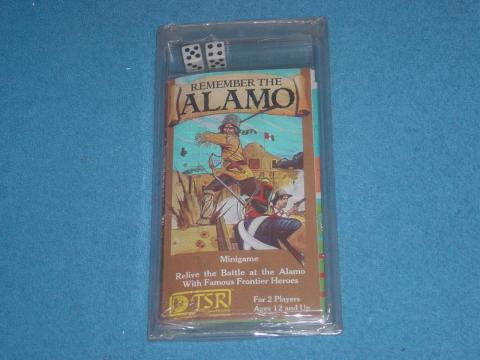 REMEMBER THE
ALAMO
Minigame
Relive the Battle at the Alamo
With Famous Frontier Heroes
TSR
For 2 Players
Ages 12 and Up